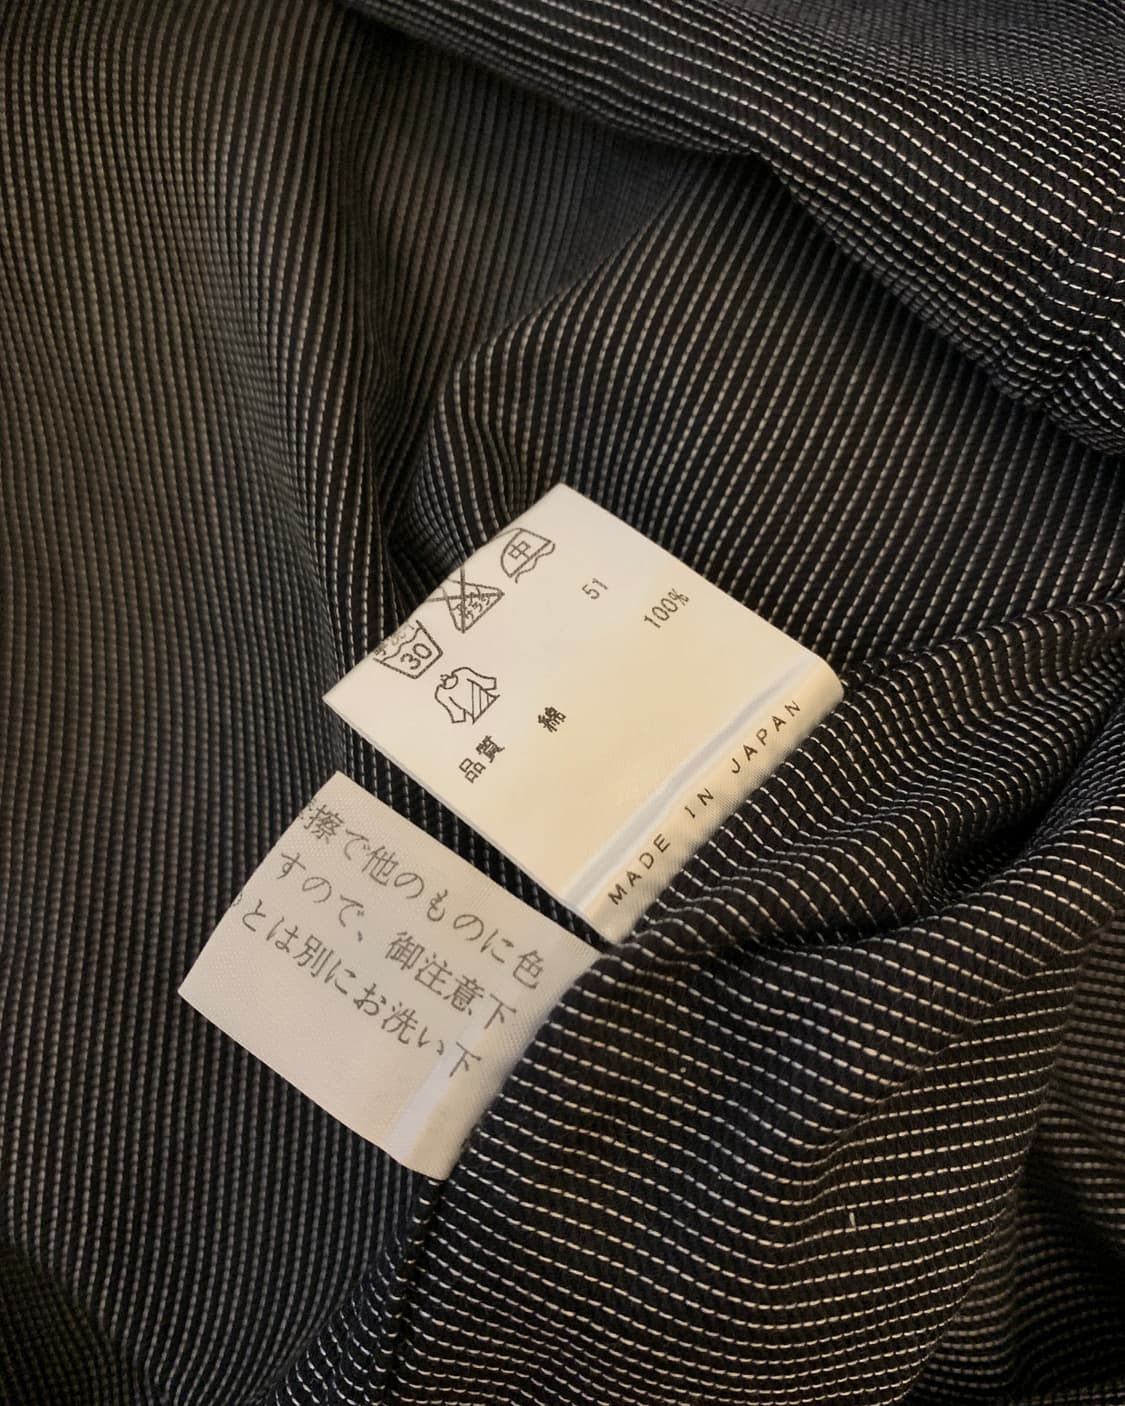 中
51
30
品質
綿 100%
MADE IN JAPAN
擦で他のものに色
すので、御注意下
とは別にお洗い下